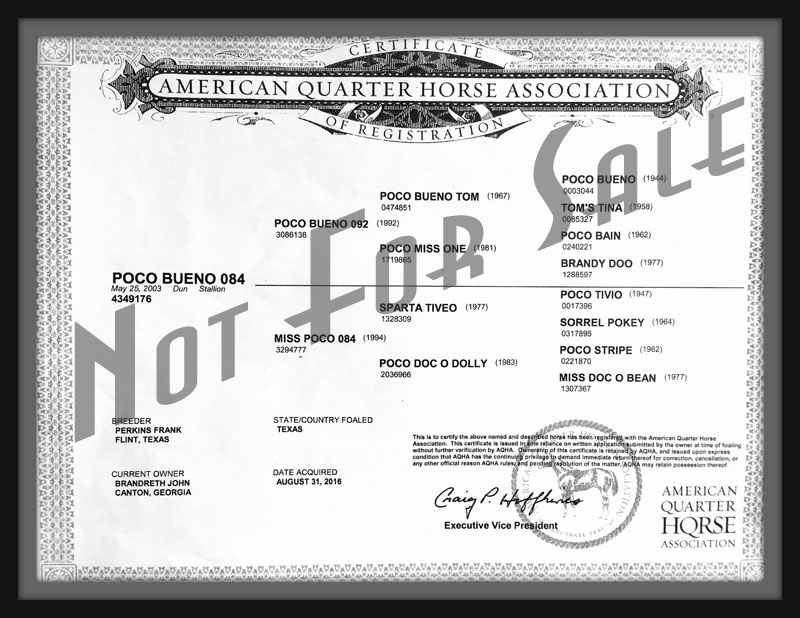 CERTIFICATE
AMERICAN QUARTER HORSE ASSOCIATION
OF REGISTRATION
NOT FOR SALE
POCO BUENO (1944)
0003044
POCO BUENO TOM (1967)
0474851
TOM'S TINA (1958)
0085327
POCO BUENO 092 (1992)
3086138
POCO BAIN (1962)
0240221
POCO MISS ONE (1981)
1719865
BRANDY DOO (1977)
1288597
POCO BUENO 084
May 25, 2003 Dun Stallion
4349176
POCO TIVIO (1947)
0017396
SPARTA TIVEO (1977)
1328309
SORREL POKEY (1964)
0317895
MISS POCO 084 (1994)
3294777
POCO STRIPE (1962)
0221870
POCO DOC O DOLLY (1983)
2036966
MISS DOC O BEAN (1977)
1307367
BREEDER
PERKINS FRANK
FLINT, TEXAS
STATE/COUNTRY FOALED
TEXAS
CURRENT OWNER
BRANDRETH JOHN
CANTON, GEORGIA
DATE ACQUIRED
AUGUST 31, 2016
This is to certify the above named and described horse has been registered with the American Quarter Horse
Association. This certificate is issued in sole reliance on written application submitted by the owner at time of foaling
without further verification by AQHA. Ownership of this certificate is retained by AQHA, and issued upon express
condition that AQHA has the continuing privilege to demand immediate return thereof for correction, cancellation, or
any other official reason AQHA rules, and pending resolution of the matter, AQHA may retain possession thereof.
Executive Vice President
AMERICAN
QUARTER
HORSE
ASSOCIATION